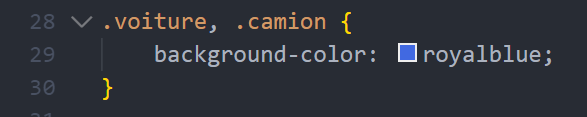 28 .voiture, .camion {
29 background-color: royalblue;
30 }